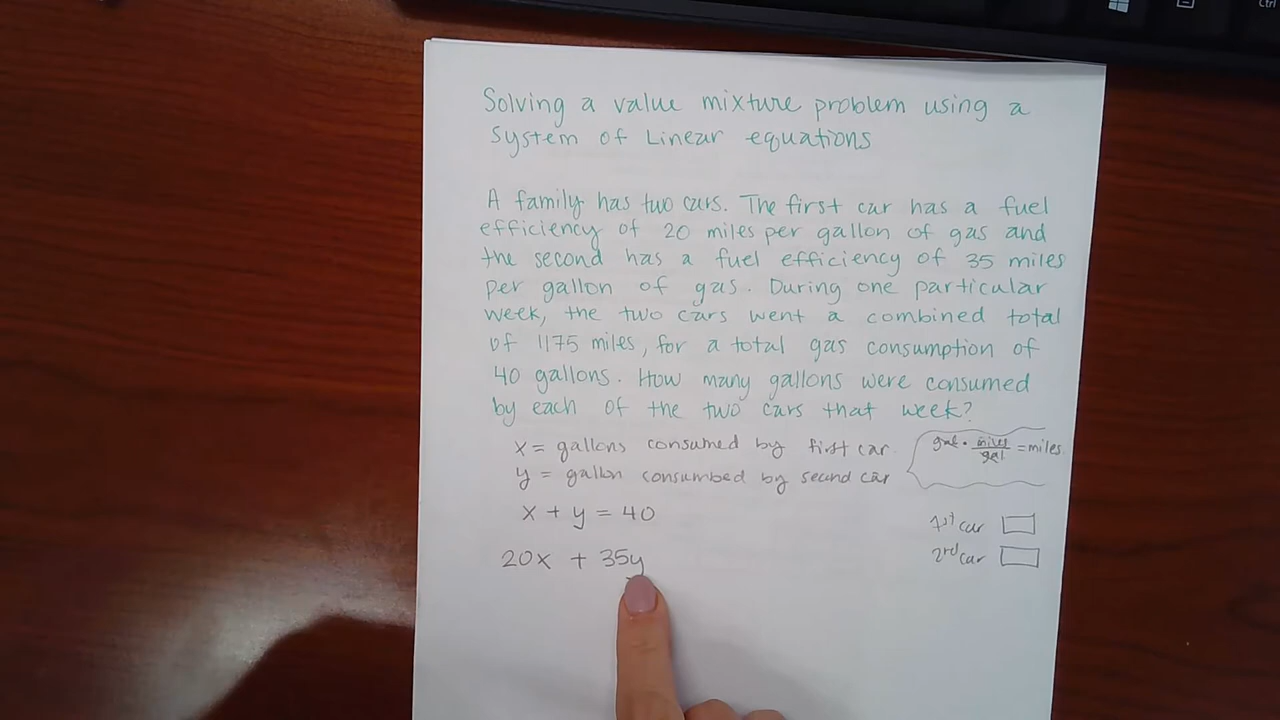 Ctrl
Solving a value mixture problem using a
system of Linear equations
A family has two cars. The first car has a fuel
efficiency of 20 miles per gallon of gas and
the second has a fuel efficiency of 35 miles
per gallon of gas. During one particular
week, the two cars went a combined total
of 1175 miles, for a total gas consumption of
40 gallons. How many gallons were consumed
by each of the two cars that week?
x = gallons consumed by first car
y = gallon consumbed by second car
gal · miles/gal = miles
x + y = 40
1st car
20x + 35y
2rd car